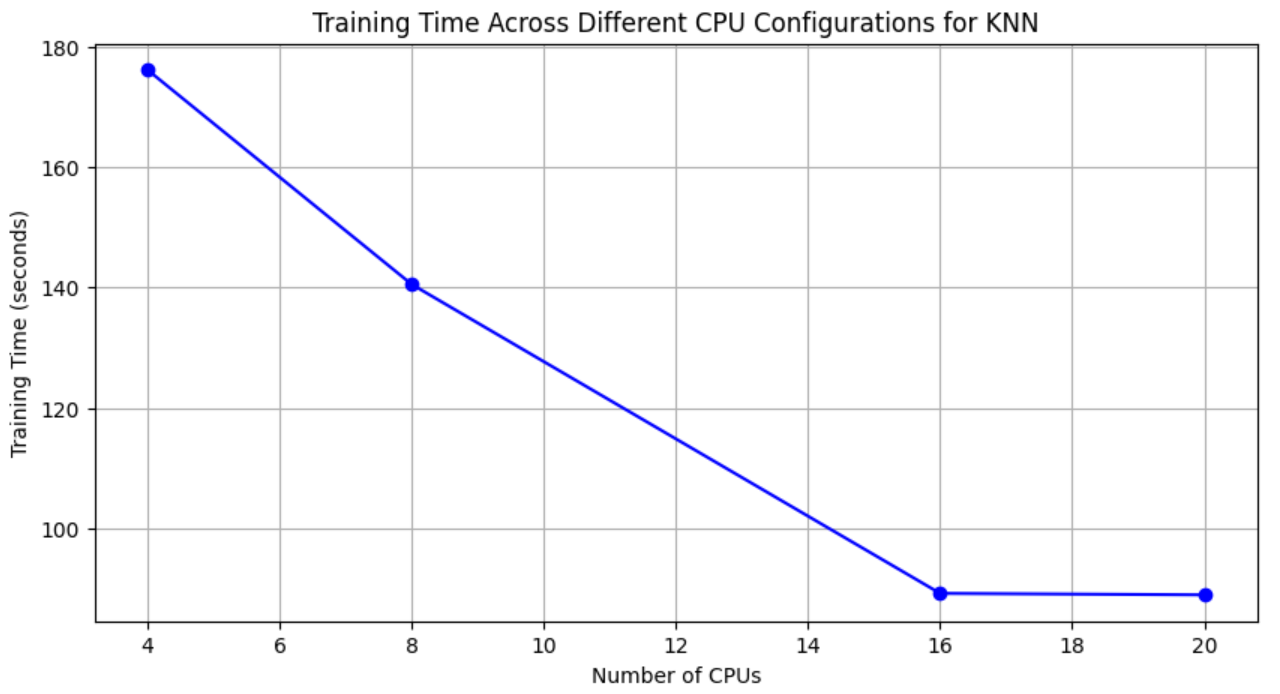 Training Time Across Different CPU Configurations for KNN
180
160
140
120
100
Training Time (seconds)
4 6 8 10 12 14 16 18 20
Number of CPUs